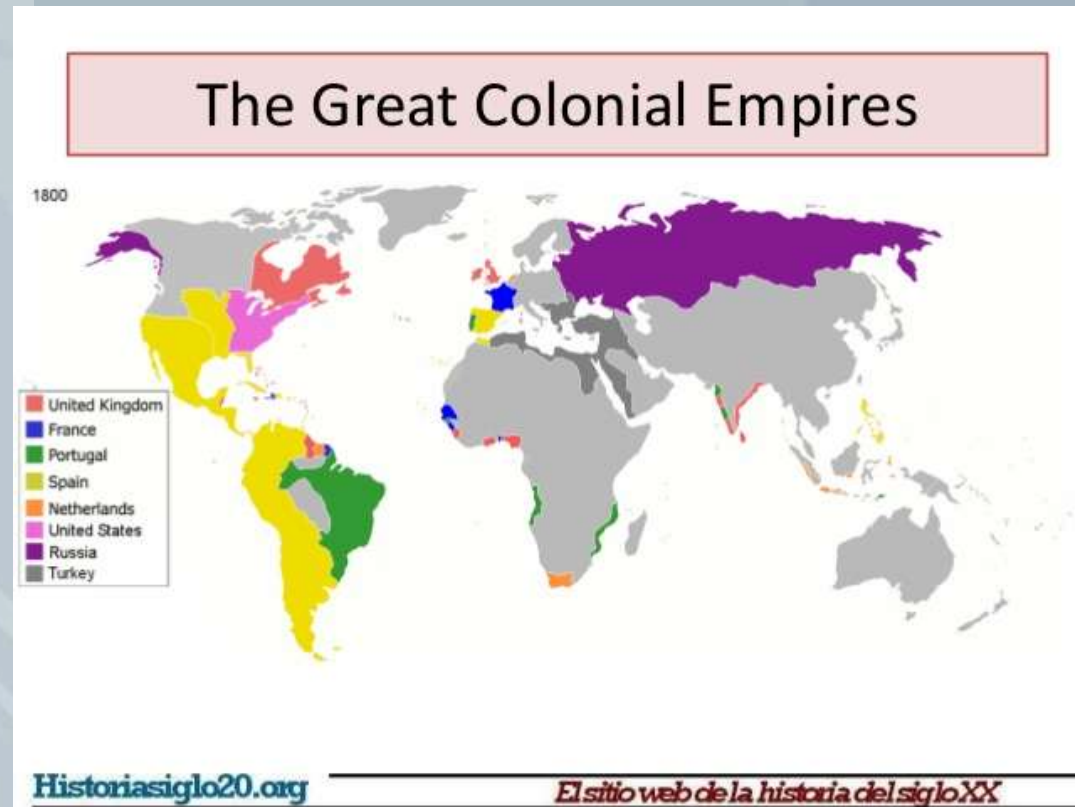 The Great Colonial Empires
1800
United Kingdom
France
Portugal
Spain
Netherlands
United States
Russia
Turkey
Historiasiglo20.org
El sitio web de la historia del siglo XX